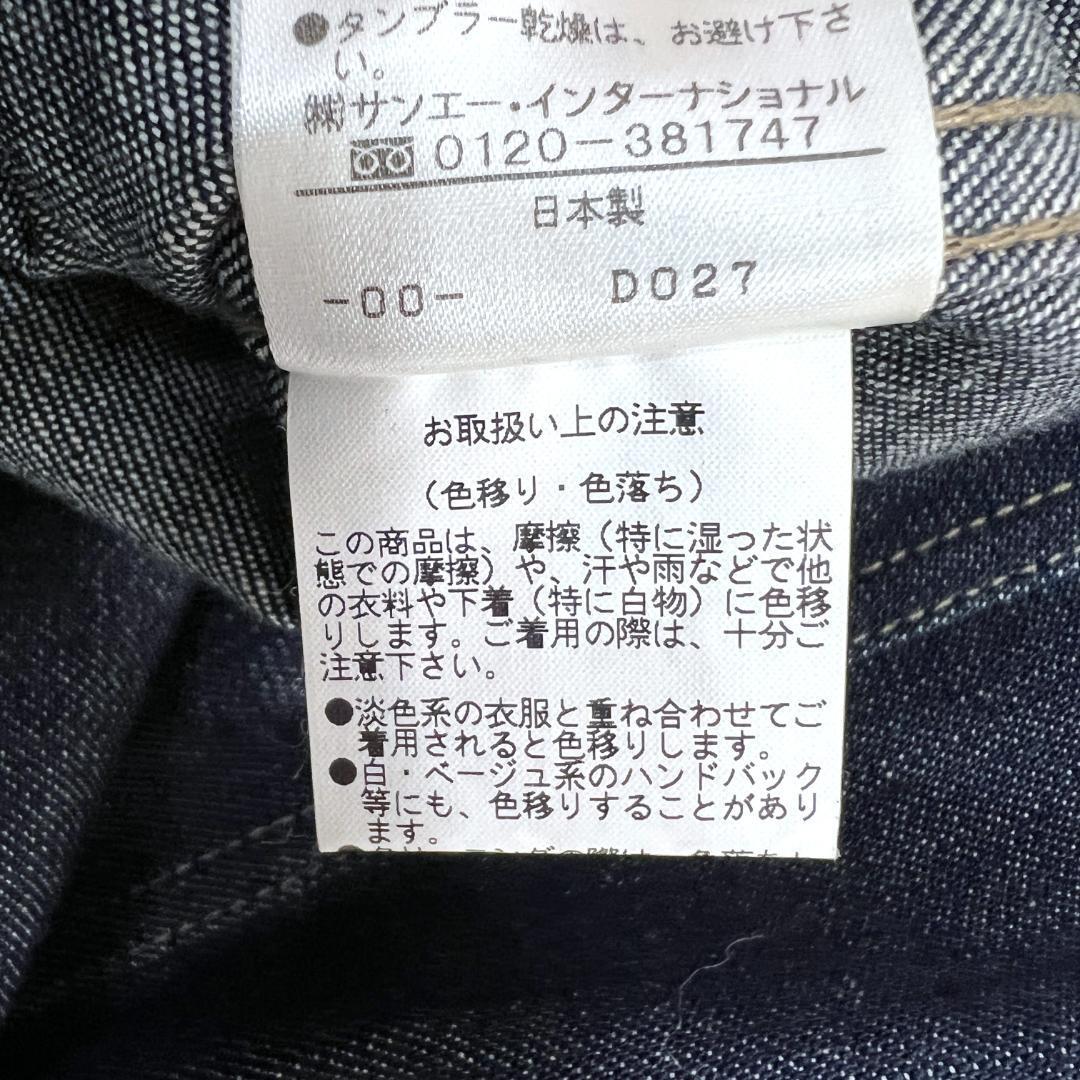 ●タンブラー乾燥は、お避け下さ
い。
㈱サンエー・インターナショナル
0120-381747
日本製
-00- D027
お取扱い上の注意
(色移り・色落ち)
この商品は、摩擦(特に湿った状
態での摩擦)や、汗や雨などで他
の衣料や下着(特に白物)に色移
りします。ご着用の際は、十分ご
注意下さい。
●淡色系の衣服と重ね合わせてご
着用されると色移りします。
●白・ベージュ系のハンドバック
等にも、色移りすることがあり
ます。